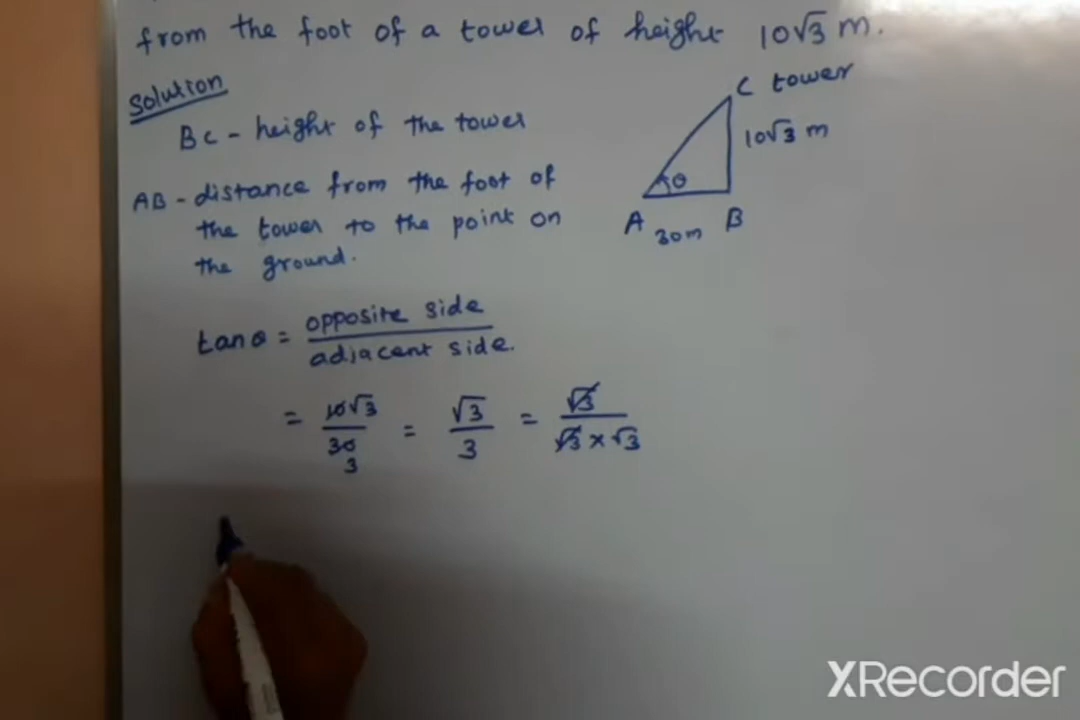 from the foot of a tower of height 10√3 m.
Solution
BC - height of the tower
AB - distance from the foot of
the tower to the point on
the ground.
C tower
10√3 m
θ
A B
30m
tanθ = opposite side / adjacent side.
= 10√3 / 30 3 = √3 / 3 = √3 / √3 × √3
XRecorder